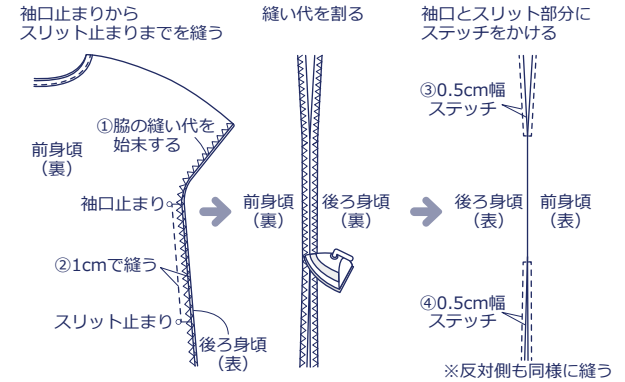 袖口止まりから
スリット止まりまでを縫う
①脇の縫い代を
始末する
前身頃
（裏）
袖口止まり
②1cmで縫う
スリット止まり
後ろ身頃
（表）
縫い代を割る
前身頃
（裏）
後ろ身頃
（裏）
袖口とスリット部分に
ステッチをかける
③0.5cm幅
ステッチ
後ろ身頃
（表）
前身頃
（表）
④0.5cm幅
ステッチ
※反対側も同様に縫う